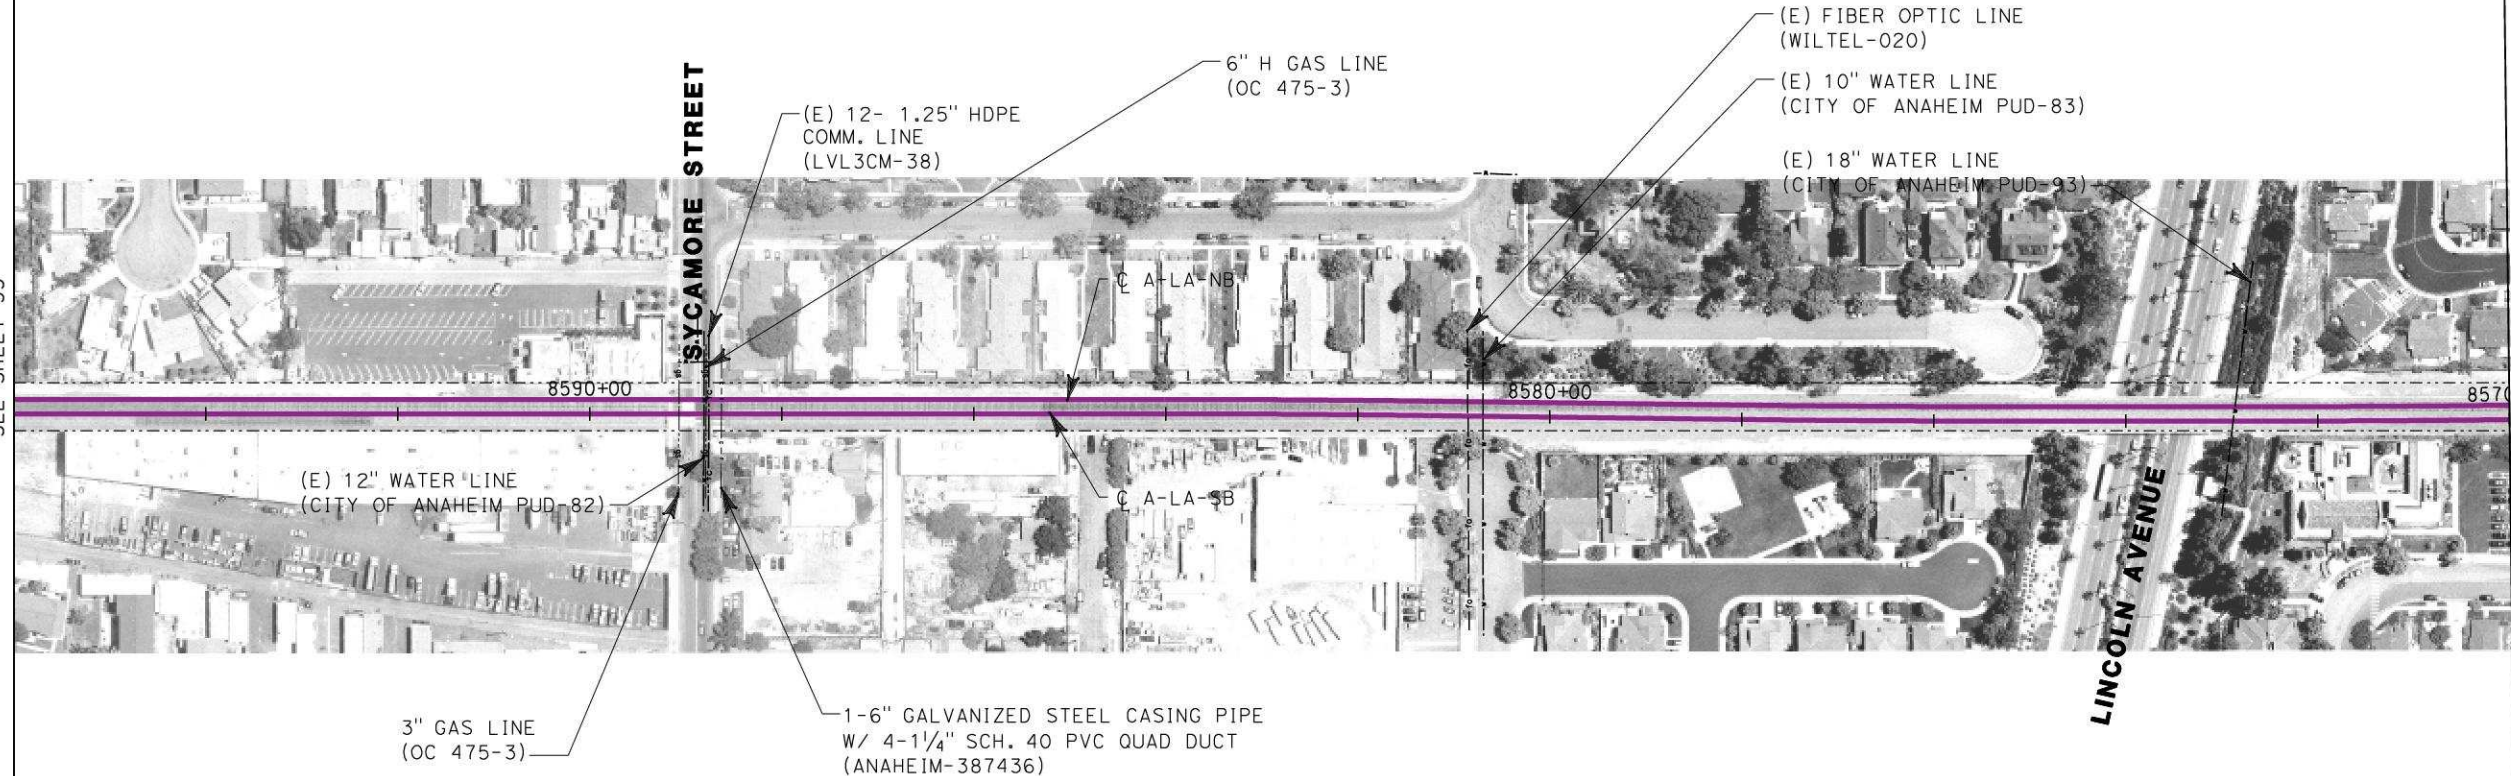 (E) FIBER OPTIC LINE
(WILTEL-020)
6" H GAS LINE
(OC 475-3)
(E) 10" WATER LINE
(CITY OF ANAHEIM PUD-83)
SYCAMORE STREET
(E) 12- 1.25" HDPE
COMM. LINE
(LVL3CM-38)
(E) 18" WATER LINE
(CITY OF ANAHEIM PUD-93)
℄ A-LA-NB
8590+00
8580+00
8570
(E) 12" WATER LINE
(CITY OF ANAHEIM PUD-82)
℄ A-LA-SB
LINCOLN AVENUE
3" GAS LINE
(OC 475-3)
1-6" GALVANIZED STEEL CASING PIPE
W/ 4-1¼" SCH. 40 PVC QUAD DUCT
(ANAHEIM-387436)